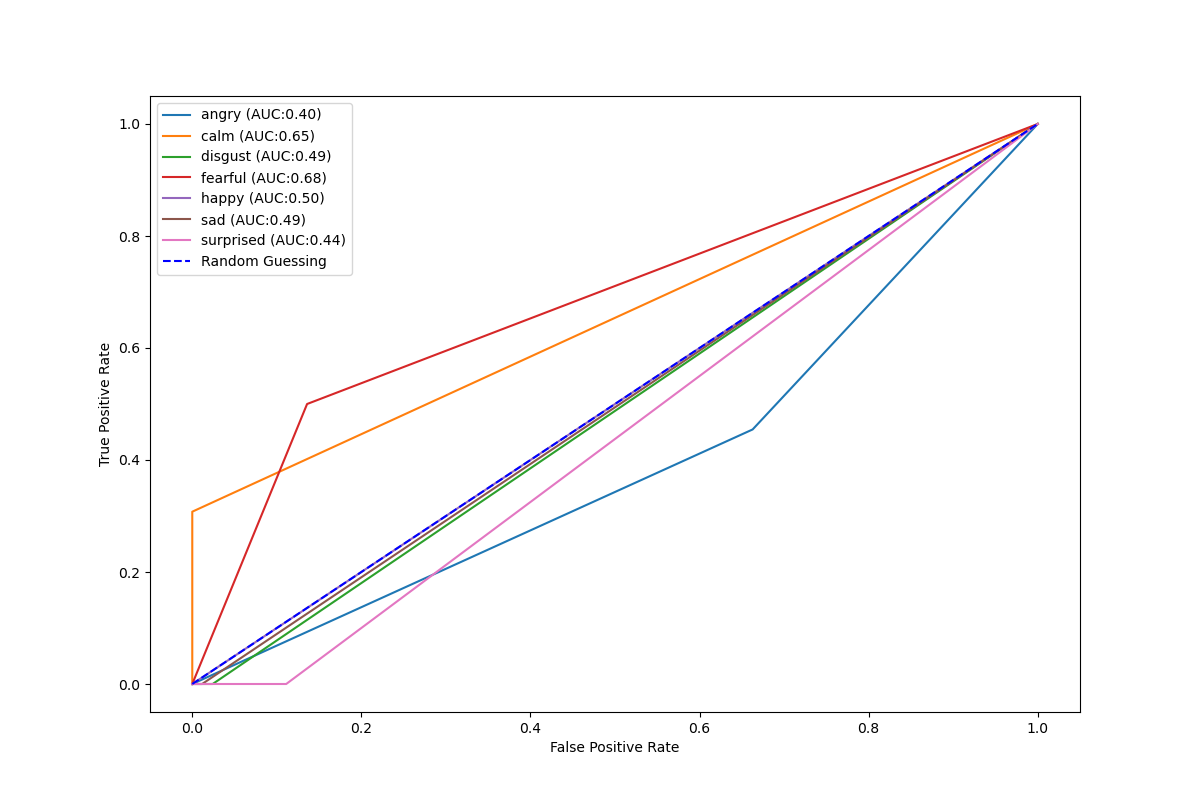 angry (AUC:0.40)
calm (AUC:0.65)
disgust (AUC:0.49)
fearful (AUC:0.68)
happy (AUC:0.50)
sad (AUC:0.49)
surprised (AUC:0.44)
Random Guessing
1.0
0.8
0.6
0.4
0.2
0.0
True Positive Rate
0.0 0.2 0.4 0.6 0.8 1.0
False Positive Rate